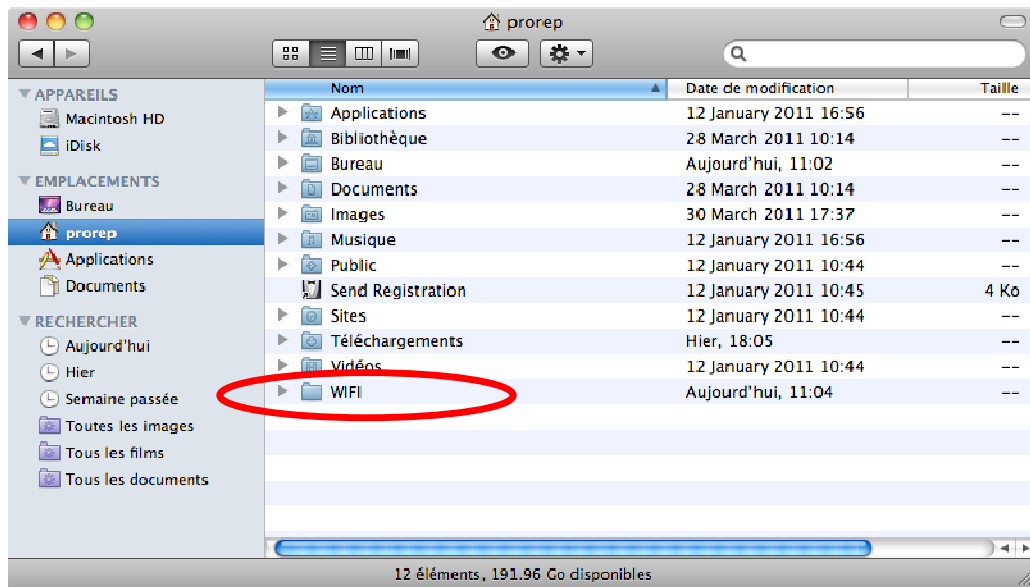 prorep
Nom Date de modification Taille
APPAREILS
Macintosh HD
iDisk
EMPLACEMENTS
Bureau
prorep
Applications
Documents
RECHERCHER
Aujourd'hui
Hier
Semaine passée
Toutes les images
Tous les films
Tous les documents
Applications 12 January 2011 16:56 --
Bibliothèque 28 March 2011 10:14 --
Bureau Aujourd'hui, 11:02 --
Documents 28 March 2011 10:14 --
Images 30 March 2011 17:37 --
Musique 12 January 2011 16:56 --
Public 12 January 2011 10:44 --
Send Registration 12 January 2011 10:45 4 Ko
Sites 12 January 2011 10:44 --
Téléchargements Hier, 18:05 --
Vidéos 12 January 2011 10:44 --
WIFI Aujourd'hui, 11:04 --
12 éléments, 191.96 Go disponibles